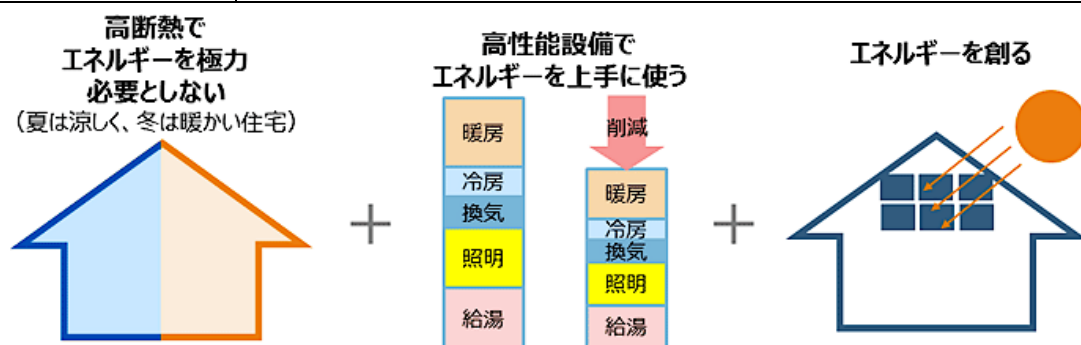 高断熱で
エネルギーを極力
必要としない
（夏は涼しく、冬は暖かい住宅）
高性能設備で
エネルギーを上手に使う
暖房
冷房
換気
照明
給湯
削減
暖房
冷房
換気
照明
給湯
エネルギーを創る